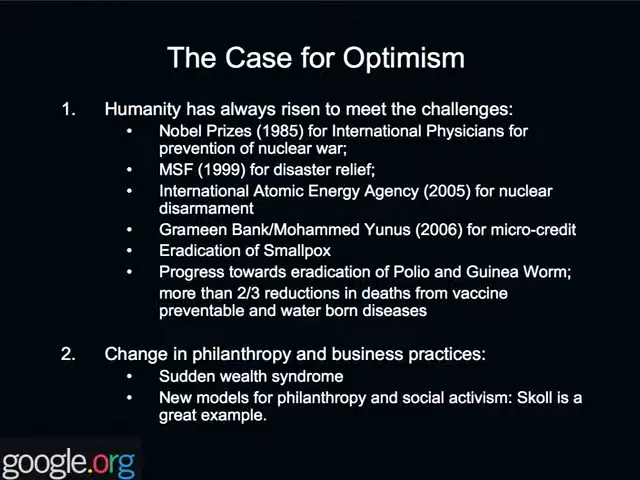 The Case for Optimism
1. Humanity has always risen to meet the challenges:
• Nobel Prizes (1985) for International Physicians for
prevention of nuclear war;
• MSF (1999) for disaster relief;
• International Atomic Energy Agency (2005) for nuclear
disarmament
• Grameen Bank/Mohammed Yunus (2006) for micro-credit
• Eradication of Smallpox
• Progress towards eradication of Polio and Guinea Worm;
more than 2/3 reductions in deaths from vaccine
preventable and water born diseases
2. Change in philanthropy and business practices:
• Sudden wealth syndrome
• New models for philanthropy and social activism: Skoll is a
great example.
google.org